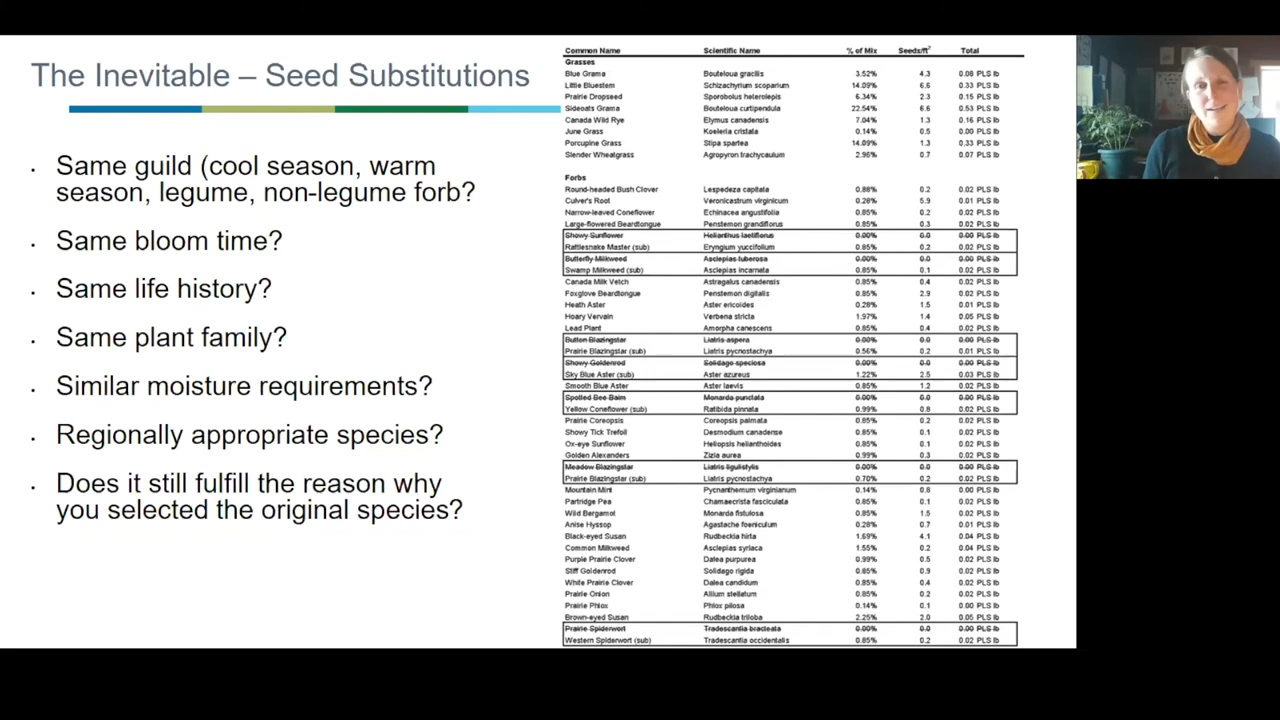 The Inevitable – Seed Substitutions
. Same guild (cool season, warm
season, legume, non-legume forb?
. Same bloom time?
. Same life history?
. Same plant family?
. Similar moisture requirements?
. Regionally appropriate species?
. Does it still fulfill the reason why
you selected the original species?
Common Name Scientific Name % of Mix Seeds/ft² Total
Grasses
Blue Grama Bouteloua gracilis 3.52% 4.3 0.08 PLS lb
Little Bluestem Schizachyrium scoparium 14.09% 6.6 0.33 PLS lb
Prairie Dropseed Sporobolus heterolepis 6.34% 2.3 0.15 PLS lb
Sideoats Grama Bouteloua curtipendula 22.54% 6.6 0.53 PLS lb
Canada Wild Rye Elymus canadensis 7.04% 1.3 0.16 PLS lb
June Grass Koeleria cristata 0.14% 0.5 0.00 PLS lb
Porcupine Grass Stipa spartea 14.09% 1.3 0.33 PLS lb
Slender Wheatgrass Agropyron trachycaulum 2.96% 0.7 0.07 PLS lb
Forbs
Round-headed Bush Clover Lespedeza capitata 0.88% 0.2 0.02 PLS lb
Culver's Root Veronicastrum virginicum 0.28% 5.9 0.01 PLS lb
Narrow-leaved Coneflower Echinacea angustifolia 0.85% 0.2 0.02 PLS lb
Large-flowered Beardtongue Penstemon grandiflorus 0.85% 0.3 0.02 PLS lb
Showy Sunflower Helianthus laetiflorus 0.00% 0.0 0.00 PLS lb
Rattlesnake Master (sub) Eryngium yuccifolium 0.85% 0.2 0.02 PLS lb
Butterfly Milkweed Asclepias tuberosa 0.00% 0.0 0.00 PLS lb
Swamp Milkweed (sub) Asclepias incarnata 0.85% 0.1 0.02 PLS lb
Canada Milk Vetch Astragalus canadensis 0.85% 0.4 0.02 PLS lb
Foxglove Beardtongue Penstemon digitalis 0.85% 2.9 0.02 PLS lb
Heath Aster Aster ericoides 0.28% 1.5 0.01 PLS lb
Hoary Vervain Verbena stricta 1.97% 1.4 0.05 PLS lb
Lead Plant Amorpha canescens 0.85% 0.4 0.02 PLS lb
Button Blazingstar Liatris aspera 0.00% 0.0 0.00 PLS lb
Prairie Blazingstar (sub) Liatris pycnostachya 0.56% 0.2 0.01 PLS lb
Showy Goldenrod Solidago speciosa 0.00% 0.0 0.00 PLS lb
Sky Blue Aster (sub) Aster azureus 1.22% 2.5 0.03 PLS lb
Smooth Blue Aster Aster laevis 0.85% 1.2 0.02 PLS lb
Spotted Bee Balm Monarda punctata 0.00% 0.0 0.00 PLS lb
Yellow Coneflower (sub) Ratibida pinnata 0.99% 0.8 0.02 PLS lb
Prairie Coreopsis Coreopsis palmata 0.85% 0.2 0.02 PLS lb
Showy Tick Trefoil Desmodium canadense 0.85% 0.1 0.02 PLS lb
Ox-eye Sunflower Heliopsis helianthoides 0.85% 0.1 0.02 PLS lb
Golden Alexanders Zizia aurea 0.99% 0.3 0.02 PLS lb
Meadow Blazingstar Liatris ligulistylis 0.00% 0.0 0.00 PLS lb
Prairie Blazingstar (sub) Liatris pycnostachya 0.70% 0.2 0.02 PLS lb
Mountain Mint Pycnanthemum virginianum 0.14% 0.8 0.00 PLS lb
Partridge Pea Chamaecrista fasciculata 0.85% 0.1 0.02 PLS lb
Wild Bergamot Monarda fistulosa 0.85% 1.5 0.02 PLS lb
Anise Hyssop Agastache foeniculum 0.28% 0.7 0.01 PLS lb
Black-eyed Susan Rudbeckia hirta 1.69% 4.1 0.04 PLS lb
Common Milkweed Asclepias syriaca 1.55% 0.2 0.04 PLS lb
Purple Prairie Clover Dalea purpurea 0.99% 0.5 0.02 PLS lb
Stiff Goldenrod Solidago rigida 0.85% 0.9 0.02 PLS lb
White Prairie Clover Dalea candidum 0.85% 0.4 0.02 PLS lb
Prairie Onion Allium stellatum 0.85% 0.2 0.02 PLS lb
Prairie Phlox Phlox pilosa 0.14% 0.1 0.00 PLS lb
Brown-eyed Susan Rudbeckia triloba 2.25% 2.0 0.05 PLS lb
Prairie Spiderwort Tradescantia bracteata 0.00% 0.0 0.00 PLS lb
Western Spiderwort (sub) Tradescantia occidentalis 0.85% 0.2 0.02 PLS lb